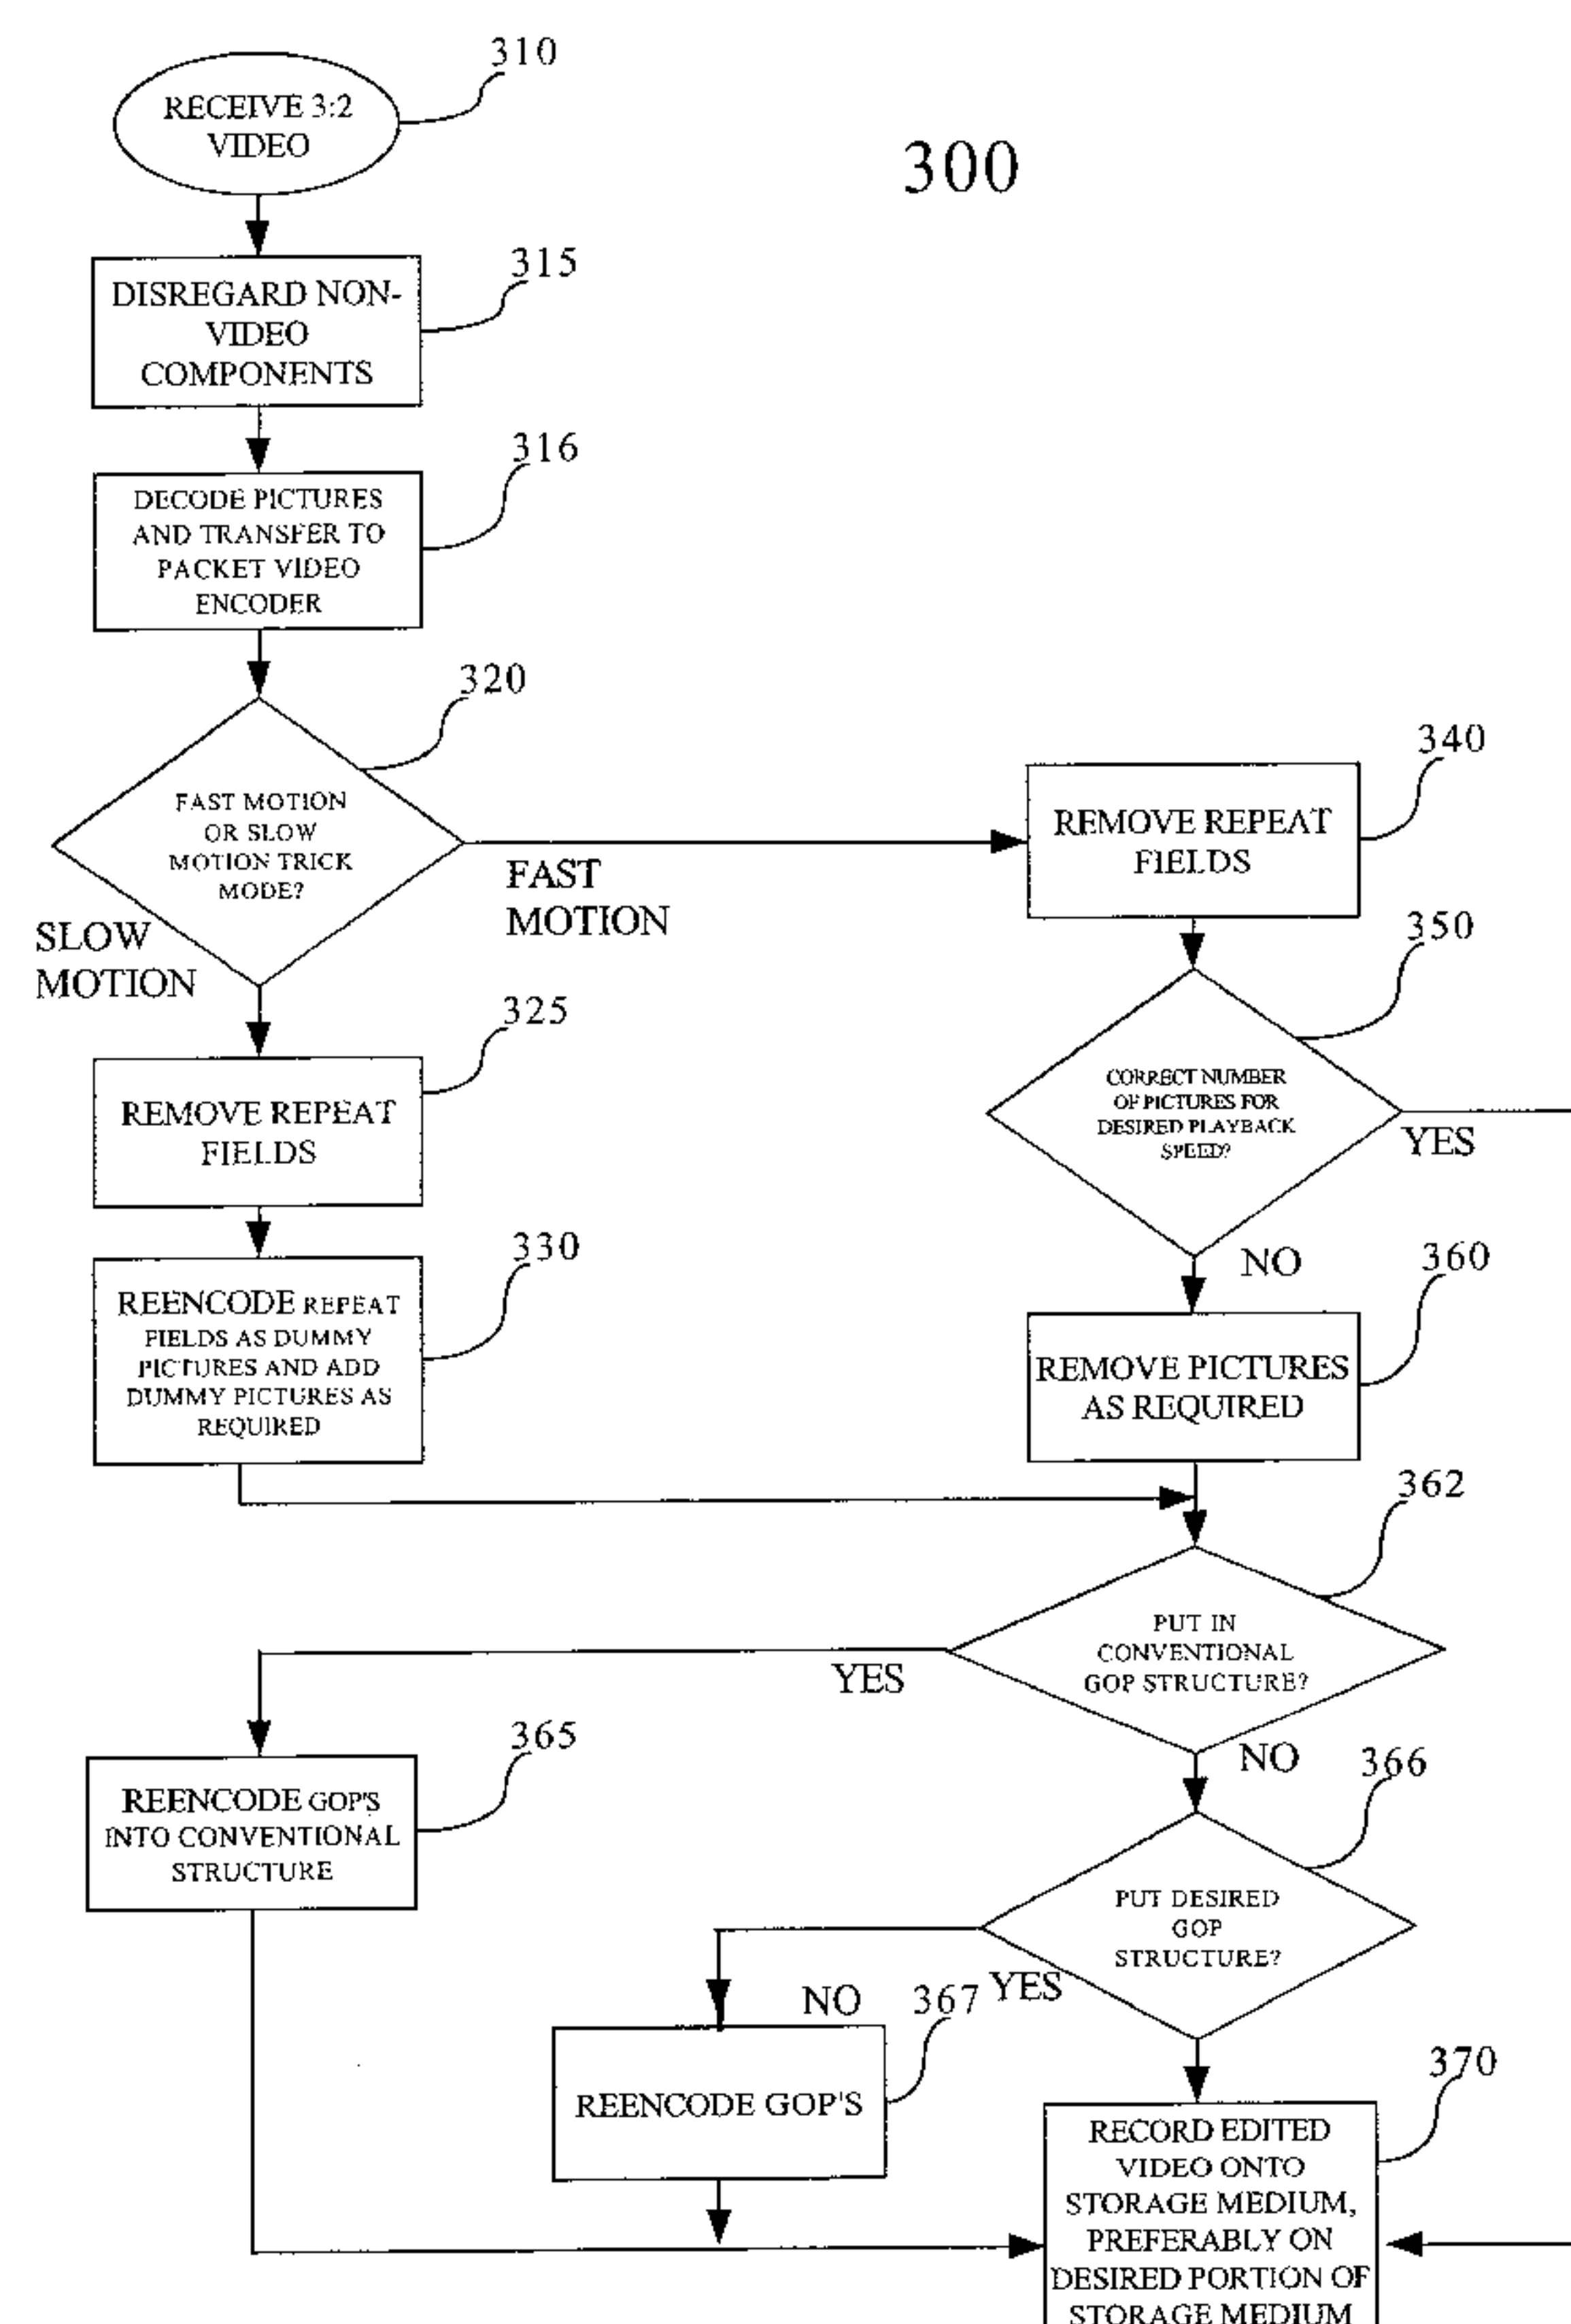 310
RECEIVE 3:2
VIDEO
300
315
DISREGARD NON-
VIDEO
COMPONENTS
316
DECODE PICTURES
AND TRANSFER TO
PACKET VIDEO
ENCODER
320
FAST MOTION
OR SLOW
MOTION TRICK
MODE?
FAST
MOTION
SLOW
MOTION
325
REMOVE REPEAT
FIELDS
330
REENCODE REPEAT
FIELDS AS DUMMY
PICTURES AND ADD
DUMMY PICTURES AS
REQUIRED
340
REMOVE REPEAT
FIELDS
350
CORRECT NUMBER
OF PICTURES FOR
DESIRED PLAYBACK
SPEED?
YES
NO
360
REMOVE PICTURES
AS REQUIRED
362
PUT IN
CONVENTIONAL
GOP STRUCTURE?
YES
NO
365
REENCODE GOP'S
INTO CONVENTIONAL
STRUCTURE
366
PUT DESIRED
GOP
STRUCTURE?
NO
YES
367
REENCODE GOP'S
370
RECORD EDITED
VIDEO ONTO
STORAGE MEDIUM,
PREFERABLY ON
DESIRED PORTION OF
STORAGE MEDIUM